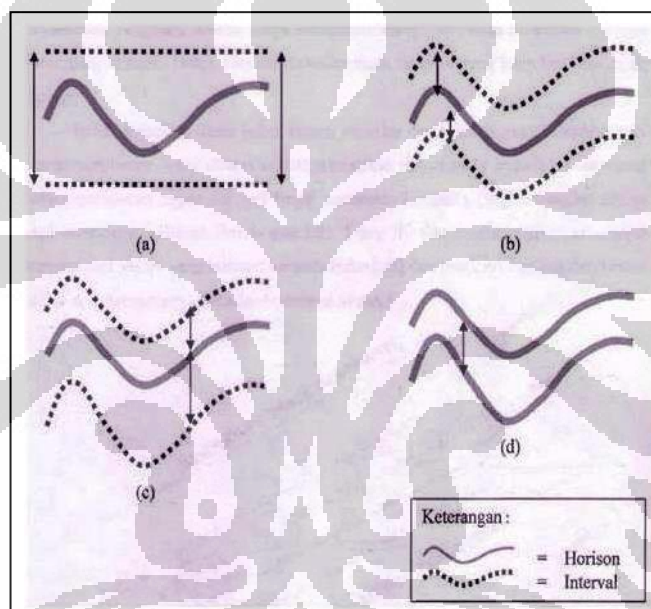 (a)
(b)
(c)
(d)
Keterangan :
= Horison
= Interval